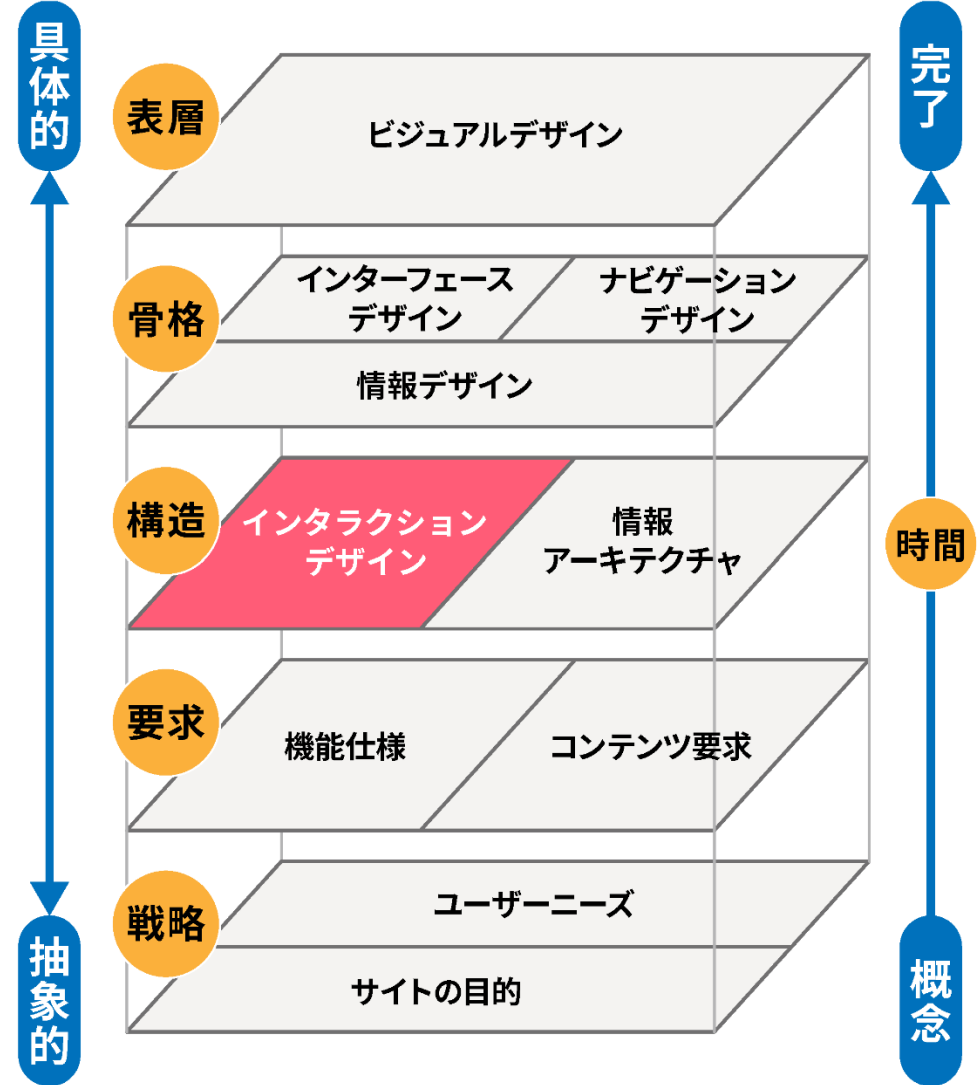 具体的
完了
表層
ビジュアルデザイン
骨格
インターフェース
デザイン
ナビゲーション
デザイン
情報デザイン
構造
インタラクション
デザイン
情報
アーキテクチャ
時間
要求
機能仕様
コンテンツ要求
戦略
ユーザーニーズ
サイトの目的
抽象的
概念